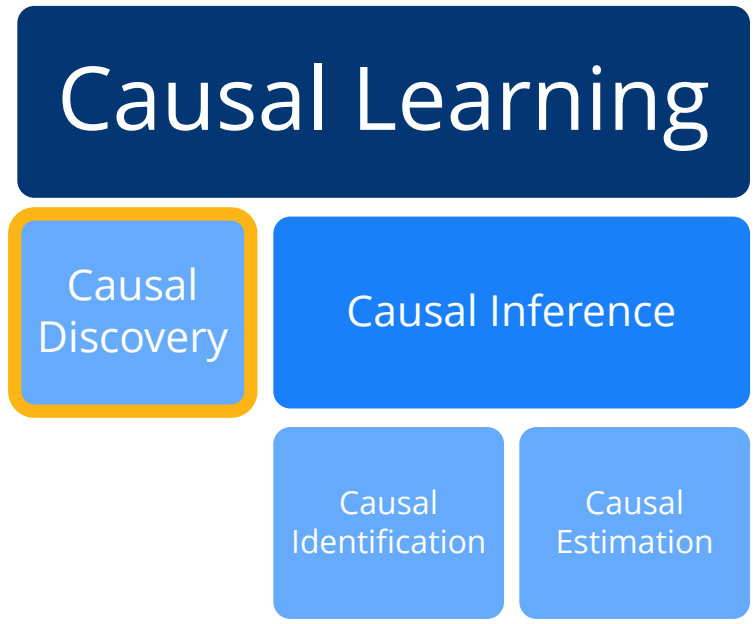 Causal Learning
Causal
Discovery
Causal Inference
Causal
Identification
Causal
Estimation